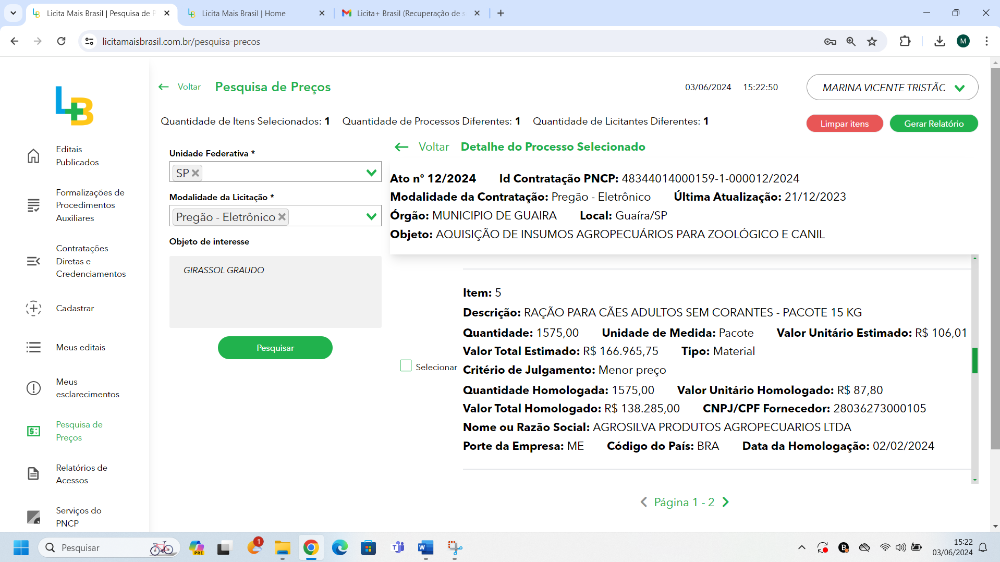 Licita Mais Brasil | Pesquisa de P
Licita Mais Brasil | Home
Licita+ Brasil (Recuperação de s
licitamaisbrasil.com.br/pesquisa-precos
M
L+B
Voltar
Pesquisa de Preços
03/06/2024 15:22:50
MARINA VICENTE TRISTÃO
Quantidade de Itens Selecionados: 1 Quantidade de Processos Diferentes: 1 Quantidade de Licitantes Diferentes: 1
Limpar itens
Gerar Relatório
Editais
Publicados
Formalizações de
Procedimentos
Auxiliares
Contratações
Diretas e
Credenciamentos
Cadastrar
Meus editais
Meus
esclarecimentos
Pesquisa de
Preços
Relatórios de
Acessos
Serviços do
PNCP
Unidade Federativa *
SP
Modalidade da Licitação *
Pregão - Eletrônico
Objeto de interesse
GIRASSOL GRAUDO
Pesquisar
Voltar Detalhe do Processo Selecionado
Ato n° 12/2024 Id Contratação PNCP: 48344014000159-1-000012/2024
Modalidade da Contratação: Pregão - Eletrônico Última Atualização: 21/12/2023
Órgão: MUNICIPIO DE GUAIRA Local: Guaíra/SP
Objeto: AQUISIÇÃO DE INSUMOS AGROPECUÁRIOS PARA ZOOLÓGICO E CANIL
Selecionar
Item: 5
Descrição: RAÇÃO PARA CÃES ADULTOS SEM CORANTES - PACOTE 15 KG
Quantidade: 1575,00 Unidade de Medida: Pacote Valor Unitário Estimado: R$ 106,01
Valor Total Estimado: R$ 166.965,75 Tipo: Material
Critério de Julgamento: Menor preço
Quantidade Homologada: 1575,00 Valor Unitário Homologado: R$ 87,80
Valor Total Homologado: R$ 138.285,00 CNPJ/CPF Fornecedor: 28036273000105
Nome ou Razão Social: AGROSILVA PRODUTOS AGROPECUARIOS LTDA
Porte da Empresa: ME Código do País: BRA Data da Homologação: 02/02/2024
Página 1 - 2
Pesquisar
PRE
1
15:22
03/06/2024